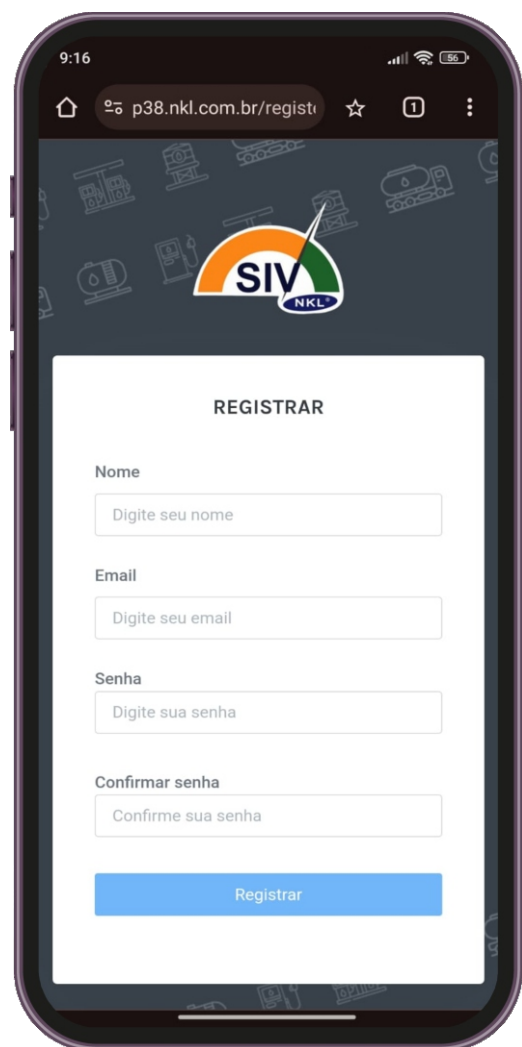 9:16
56
p38.nkl.com.br/regist
1
SIV
NKL®
REGISTRAR
Nome
Digite seu nome
Email
Digite seu email
Senha
Digite sua senha
Confirmar senha
Confirme sua senha
Registrar